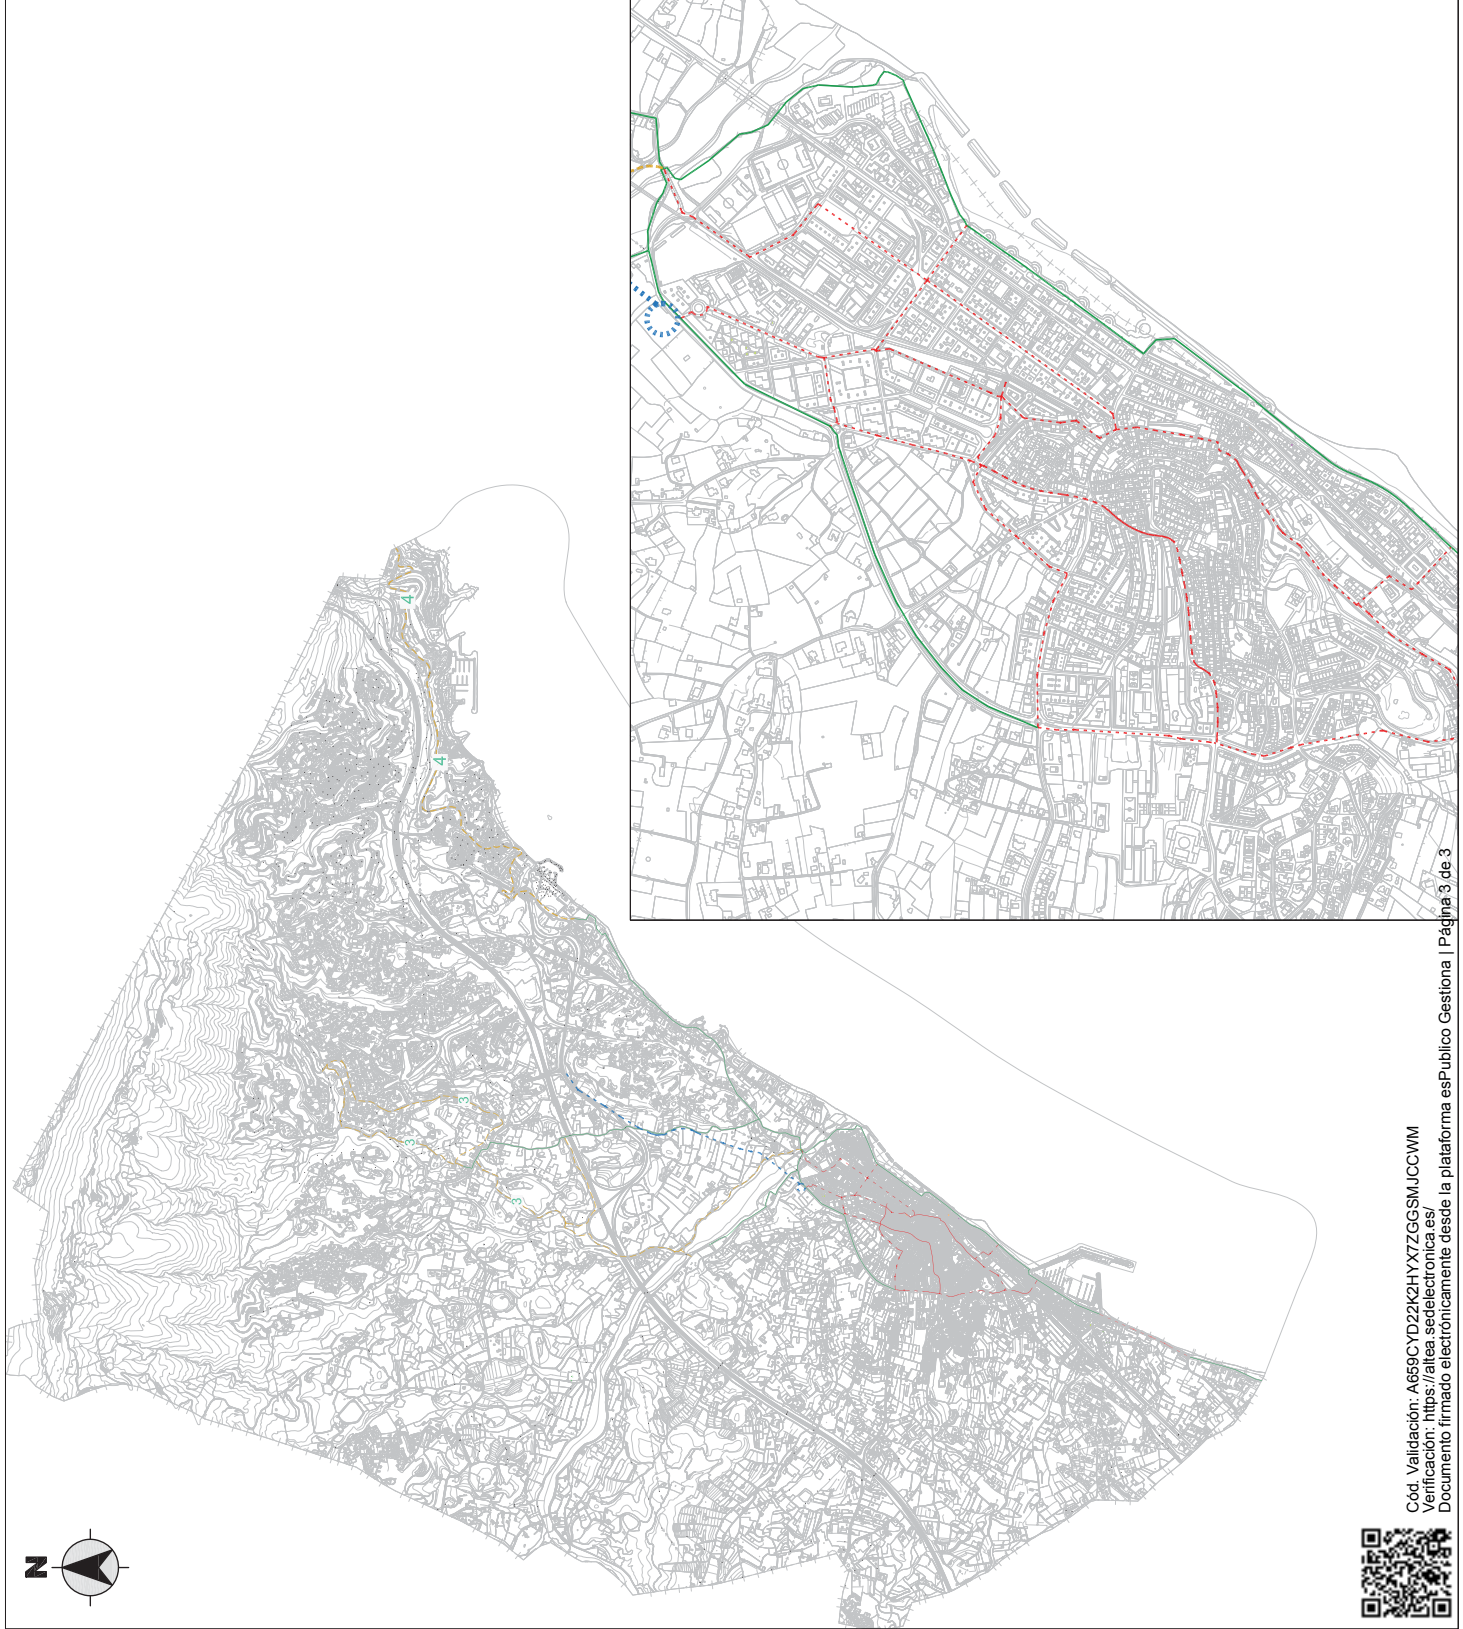 N
4
4
3
3
3
Cód. Validación: A659CYD22K2HYX7ZGGSMJCCWM
Verificación: https://altea.sedelectronica.es/
Documento firmado electrónicamente desde la plataforma esPublico Gestiona | Página 3 de 3